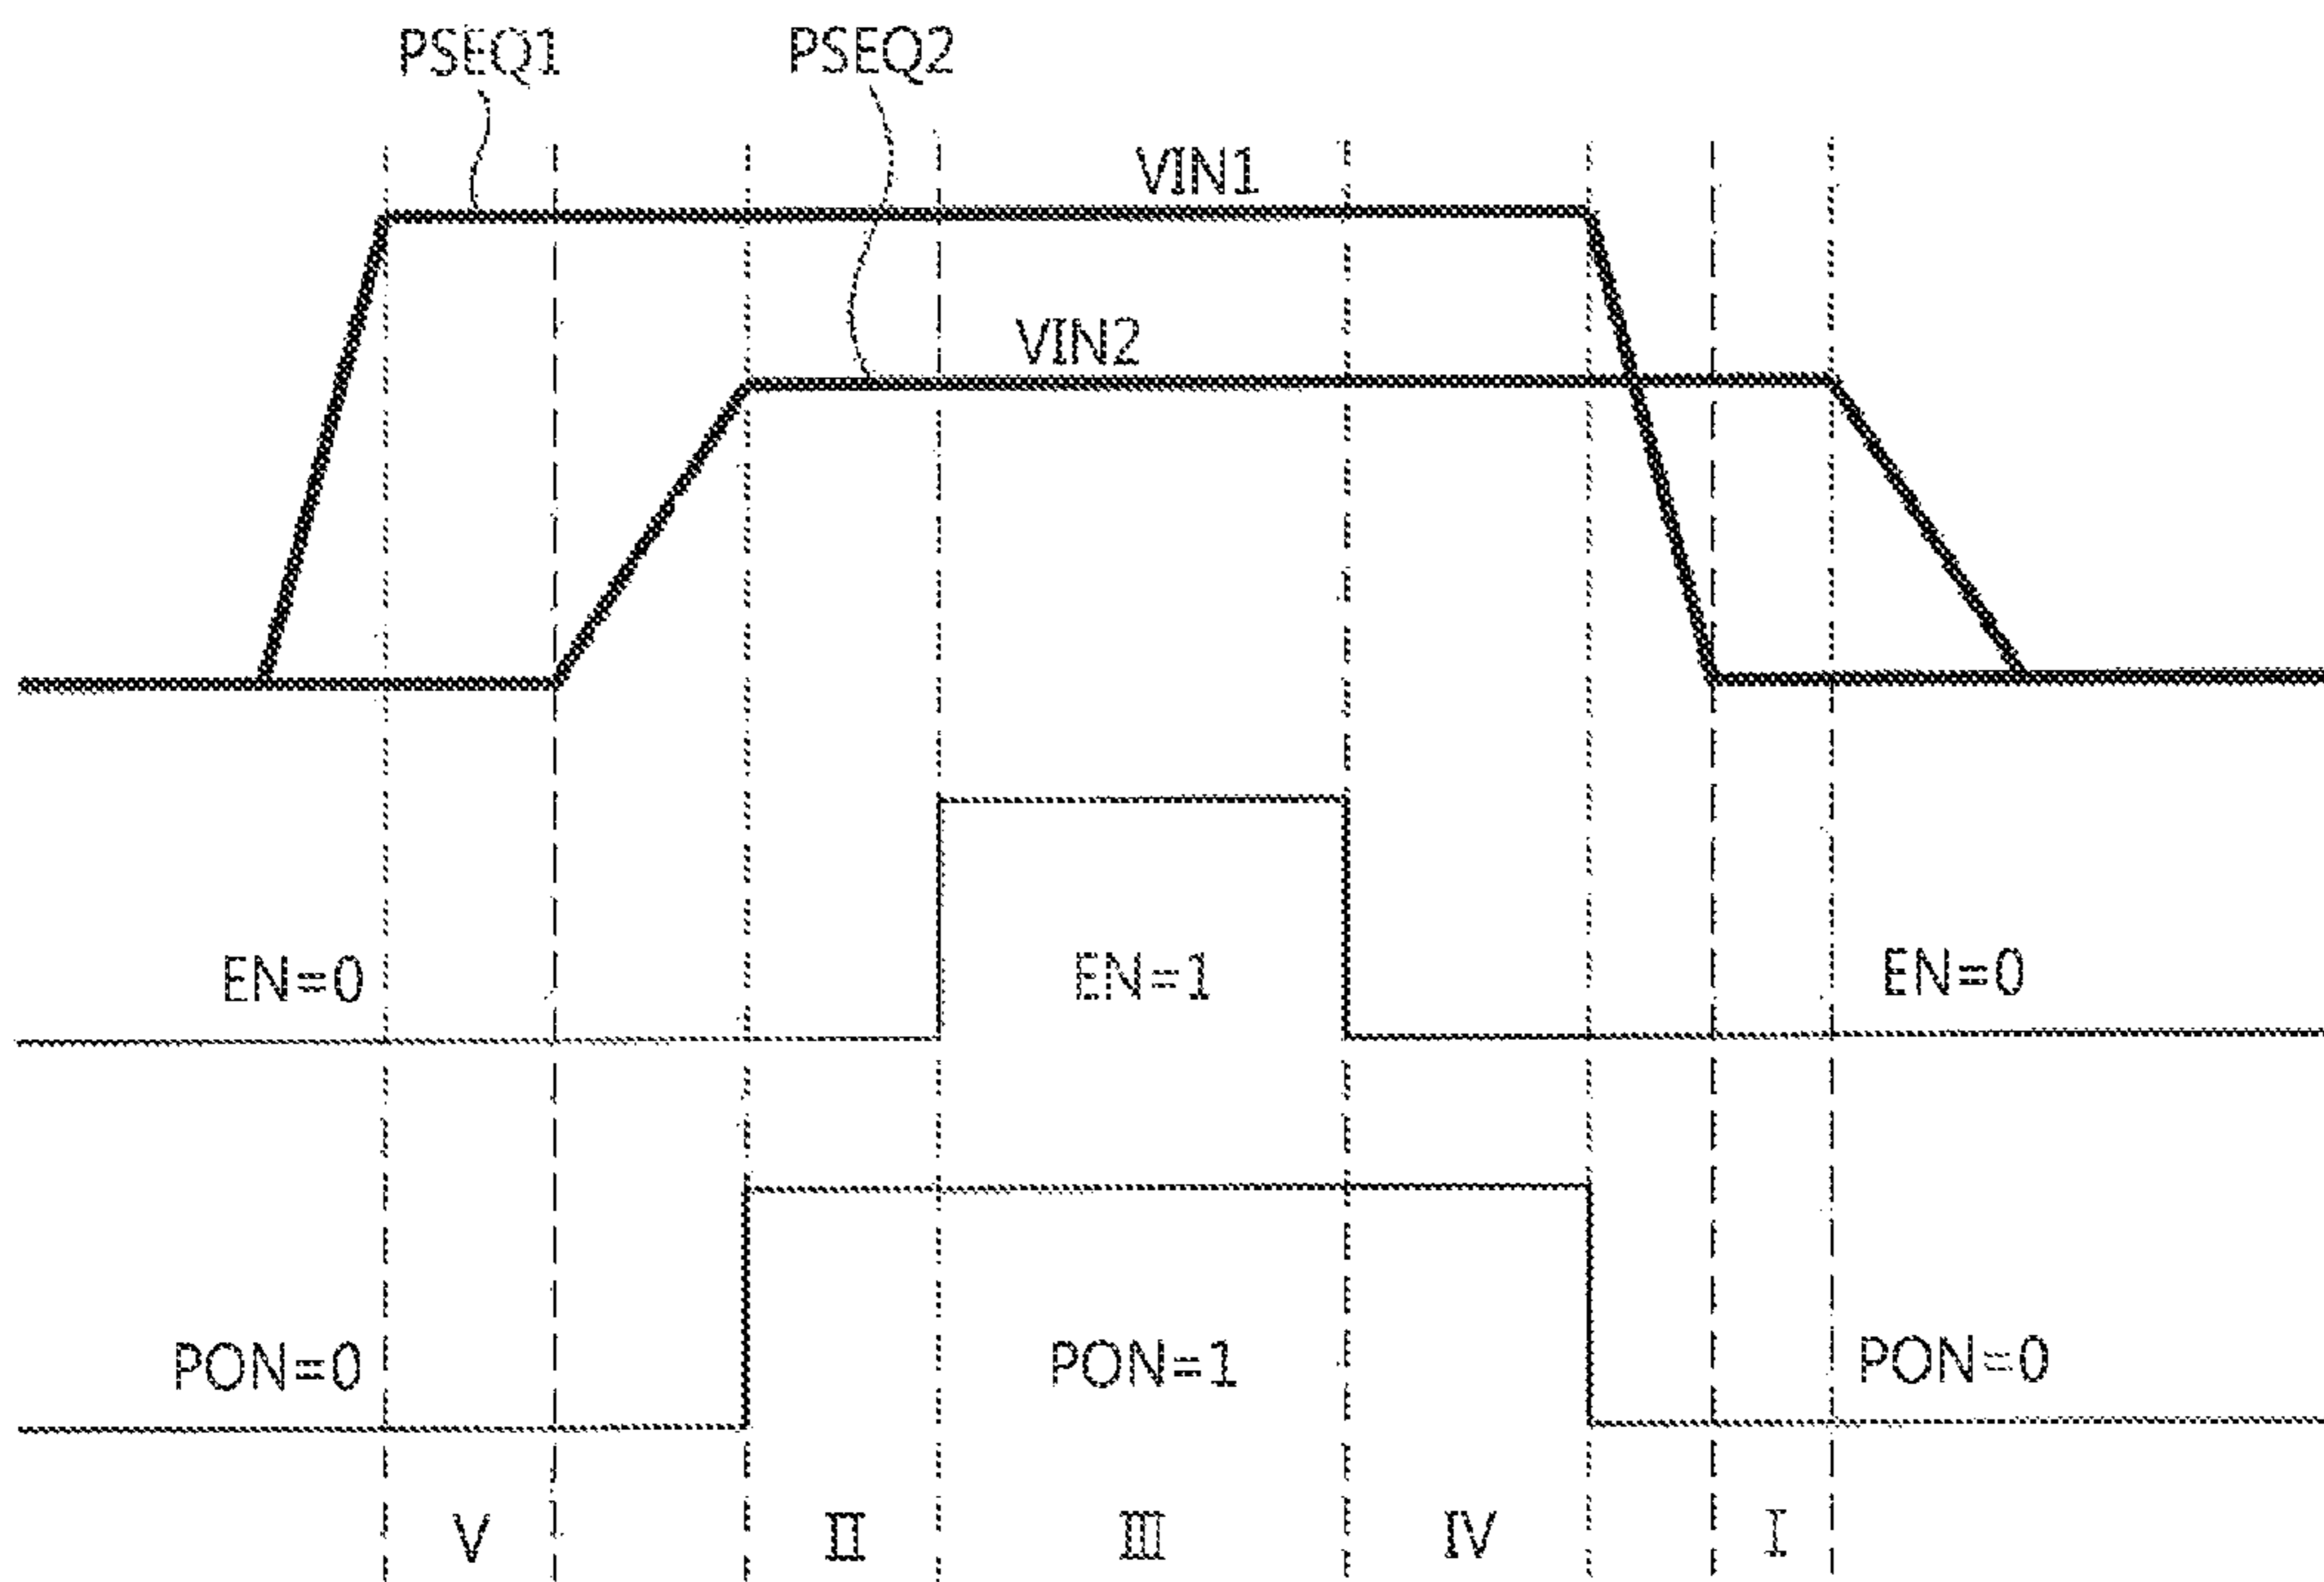 PSEQ1 PSEQ2
VIN1
VIN2
EN=0 EN=1 EN=0
PON=0 PON=1 PON=0
V II III IV I